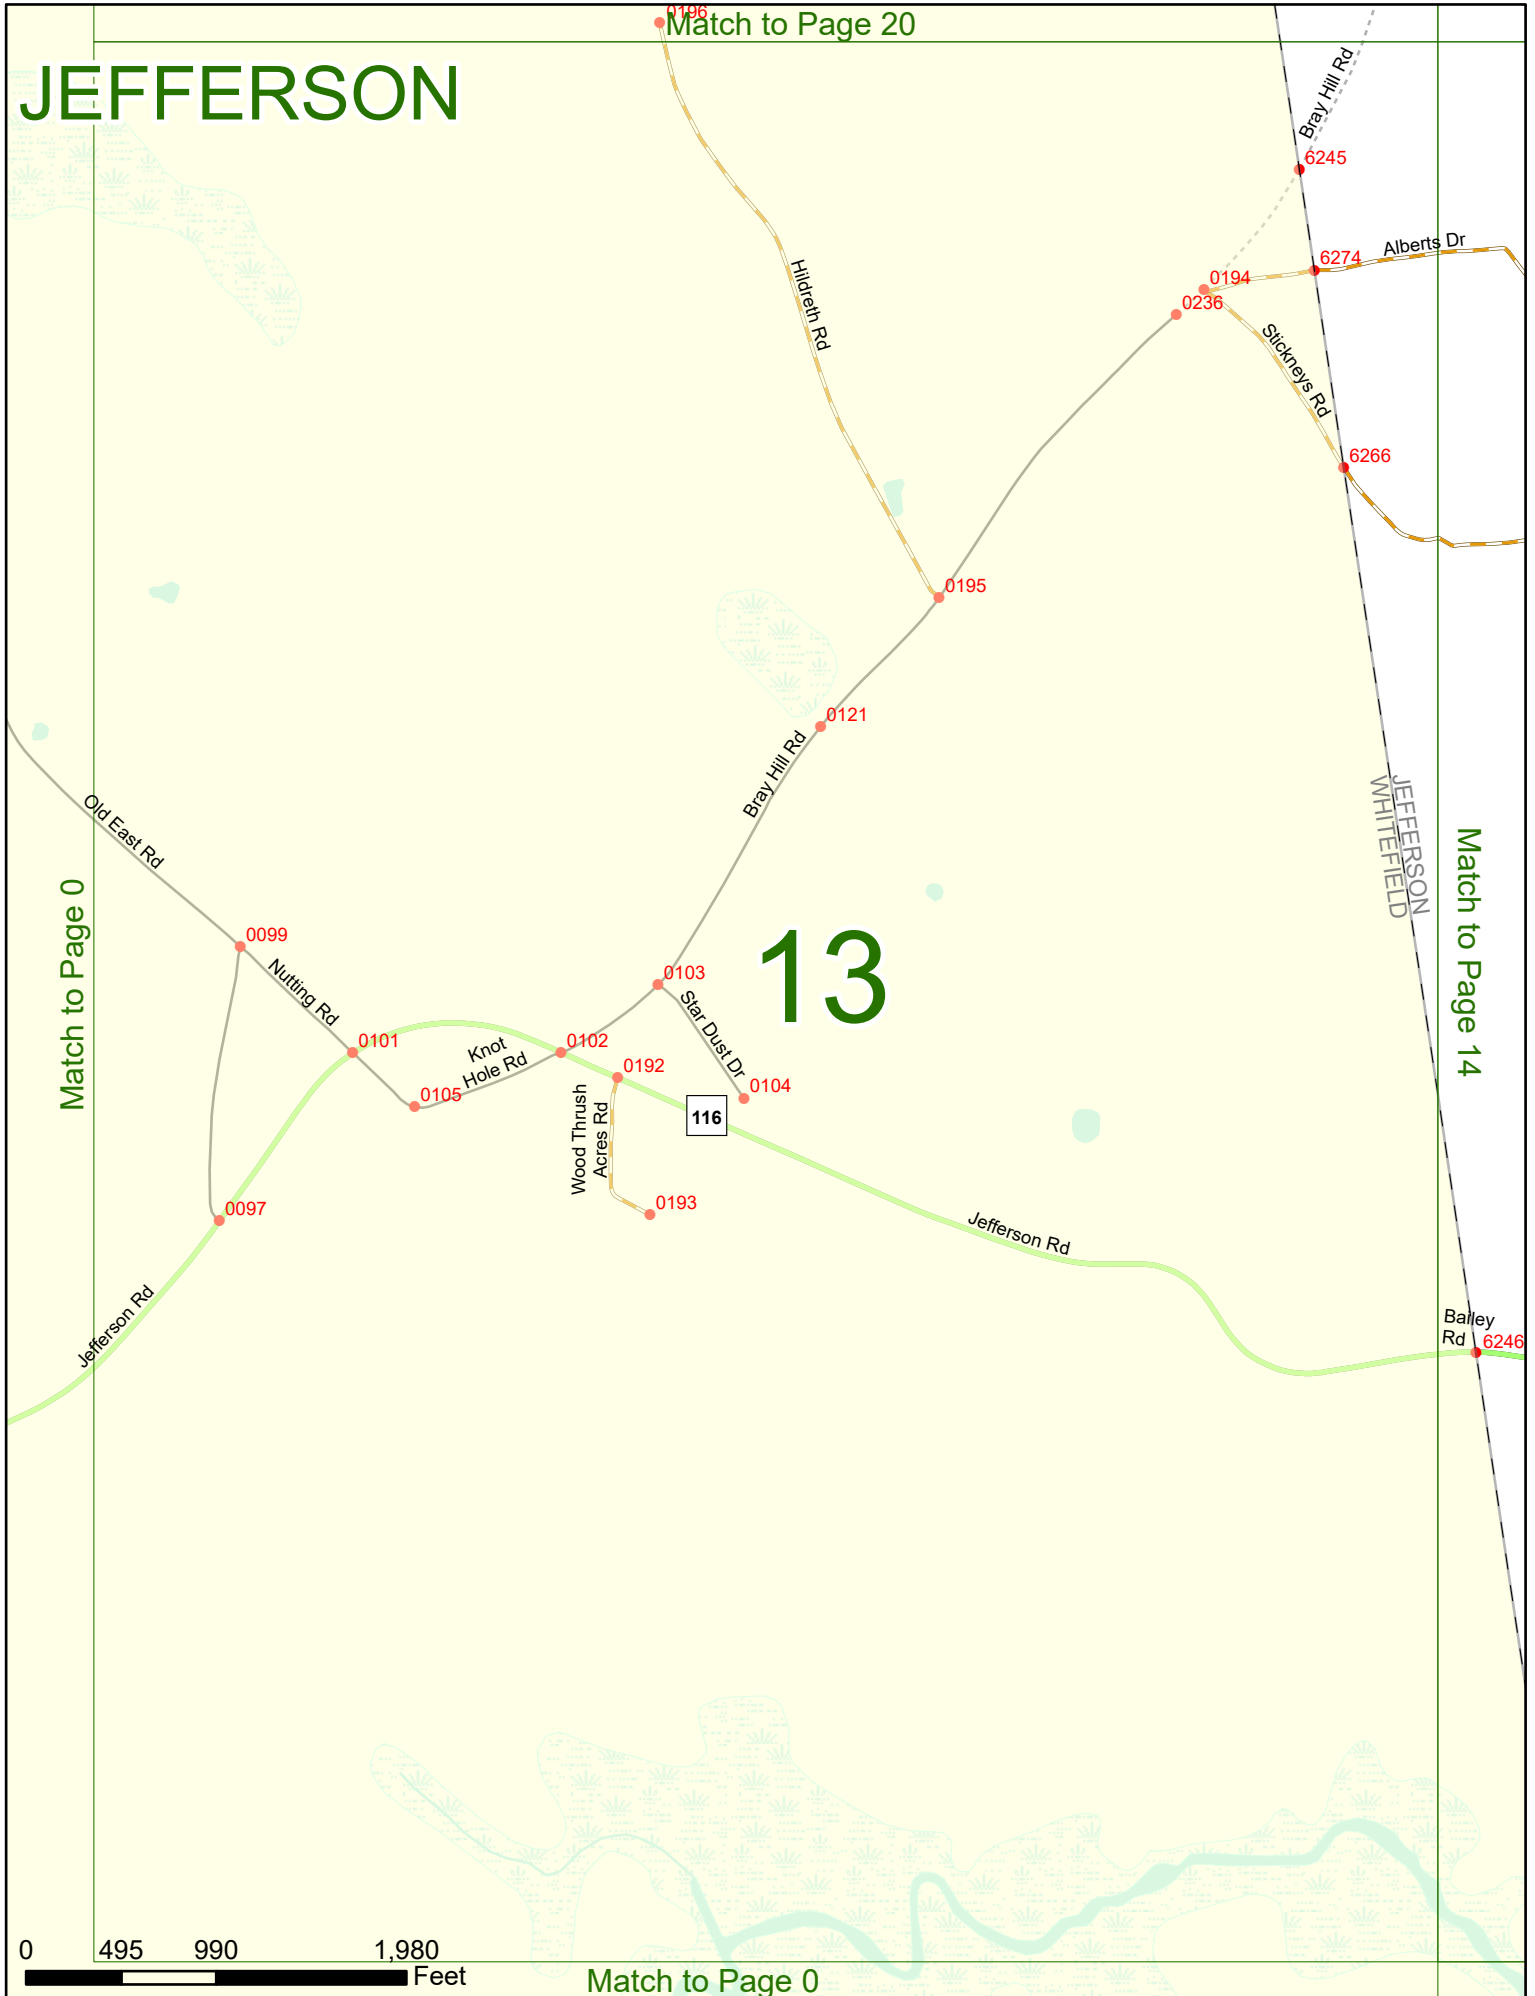 0196
Match to Page 20
JEFFERSON
Bray Hill Rd
6245
Alberts Dr
6274
0194
0236
Hildreth Rd
Stickneys Rd
6266
0195
0121
Bray Hill Rd
Old East Rd
JEFFERSON
WHITEFIELD
Match to Page 14
Match to Page 0
0099
Nutting Rd
13
0103
Star Dust Dr
0101
Knot
Hole Rd
0102
0192
0104
0105
116
Wood Thrush
Acres Rd
0193
0097
Jefferson Rd
Jefferson Rd
Bailey
Rd
6246
0 495 990 1,980
Feet
Match to Page 0